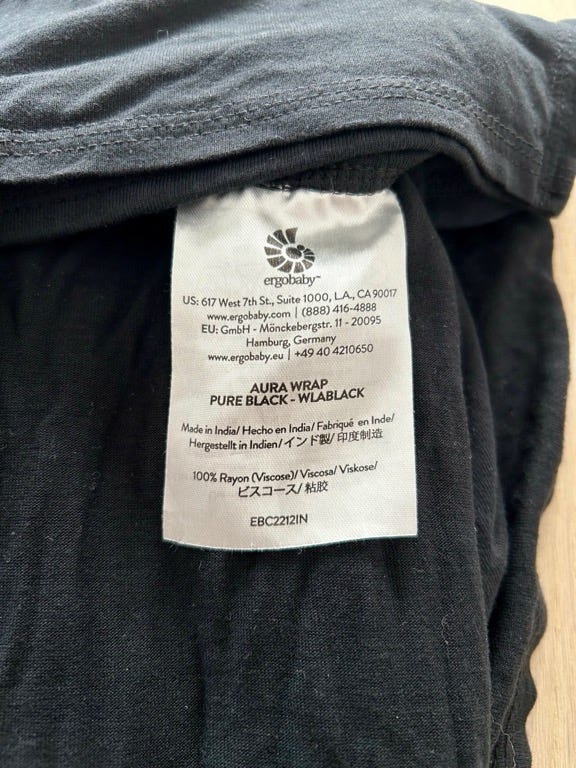 ergobaby™
US: 617 West 7th St., Suite 1000, L.A., CA 90017
www.ergobaby.com | (888) 416-4888
EU: GmbH - Mönckebergstr. 11 - 20095
Hamburg, Germany
www.ergobaby.eu | +49 40 4210650
AURA WRAP
PURE BLACK - WLABLACK
Made in India/ Hecho en India/ Fabriqué en Inde/
Hergestellt in Indien/ インド製/ 印度制造
100% Rayon (Viscose)/ Viscosa/ Viskose/
ビスコース/ 粘胶
EBC2212IN